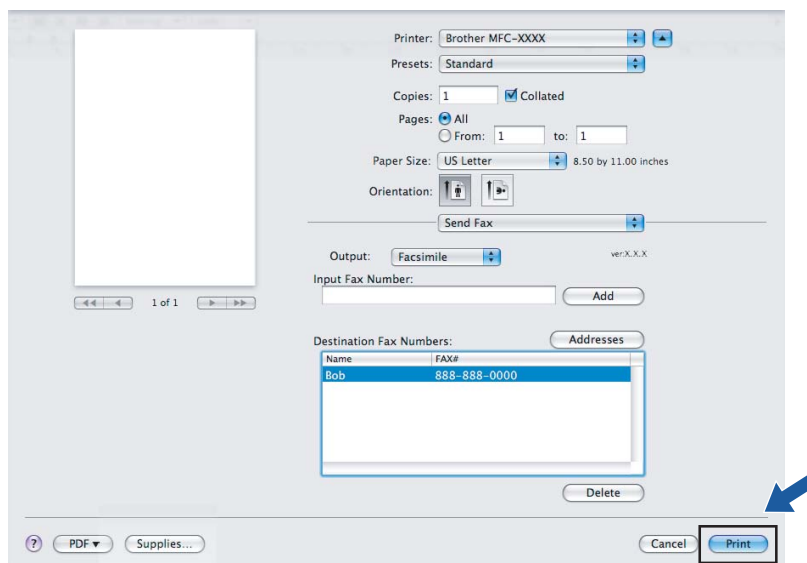 Printer: Brother MFC-XXXX
Presets: Standard
Copies: 1 Collated
Pages: All
From: 1 to: 1
Paper Size: US Letter 8.50 by 11.00 inches
Orientation:
Send Fax
Output: Facsimile ver:X.X.X
Input Fax Number:
Add
1 of 1
Destination Fax Numbers: Addresses
Name FAX#
Bob 888-888-0000
Delete
? PDF Supplies... Cancel Print